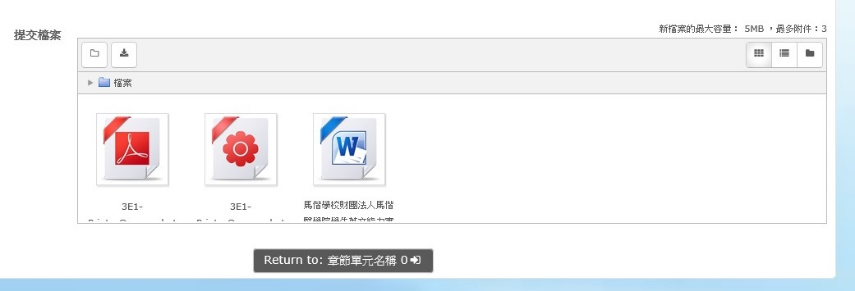 新檔案的最大容量： 5MB ，最多附件：3
提交檔案
檔案
3E1-
3E1-
馬偕學校財團法人馬偕
Return to: 章節單元名稱 0